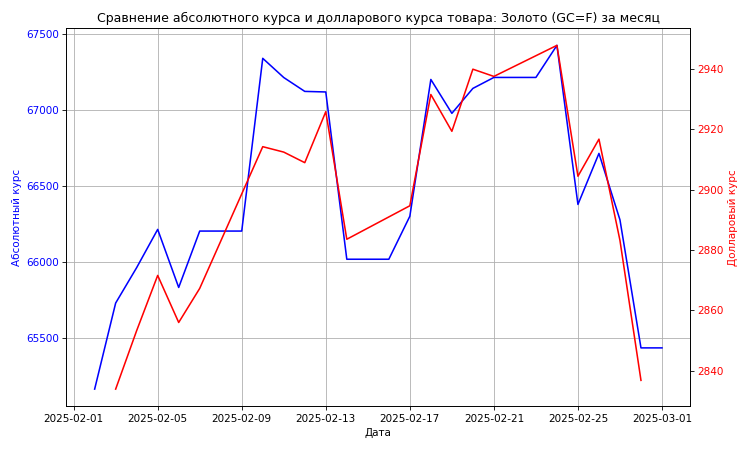 Сравнение абсолютного курса и долларового курса товара: Золото (GC=F) за месяц
67500
67000
66500
66000
65500
Абсолютный курс
2940
2920
2900
2880
2860
2840
Долларовый курс
2025-02-01 2025-02-05 2025-02-09 2025-02-13 2025-02-17 2025-02-21 2025-02-25 2025-03-01
Дата